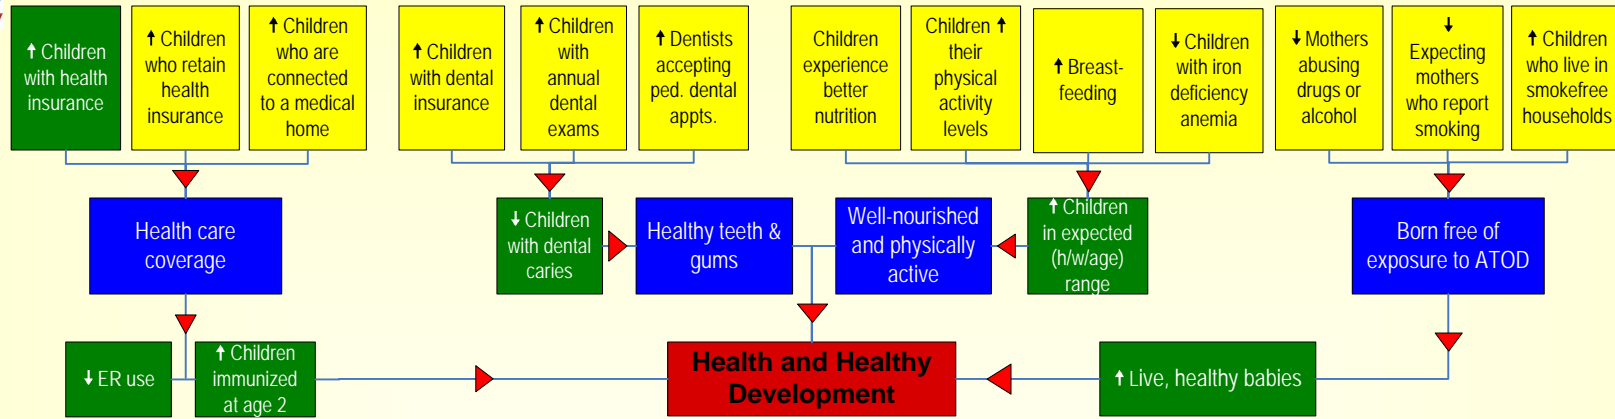 ↑ Children
with health
insurance
↑ Children
who retain
health
insurance
↑ Children
who are
connected
to a medical
home
↑ Children
with dental
insurance
↑ Children
with
annual
dental
exams
↑ Dentists
accepting
ped. dental
appts.
Children
experience
better
nutrition
Children ↑
their
physical
activity
levels
↑ Breast-
feeding
↓ Children
with iron
deficiency
anemia
↓ Mothers
abusing
drugs or
alcohol
↓
Expecting
mothers
who report
smoking
↑ Children
who live in
smokefree
households
Health care
coverage
↓ Children
with dental
caries
Healthy teeth &
gums
Well-nourished
and physically
active
↑ Children
in expected
(h/w/age)
range
Born free of
exposure to ATOD
↓ ER use
↑ Children
immunized
at age 2
Health and Healthy
Development
↑ Live, healthy babies